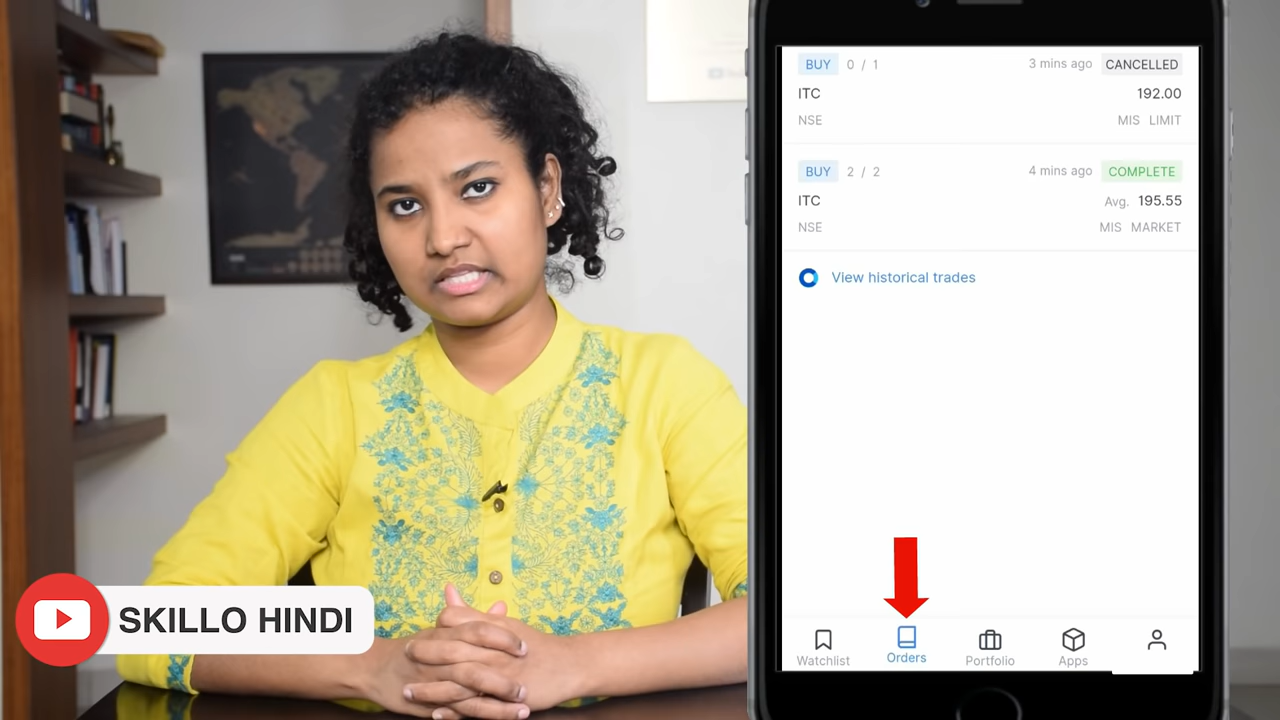 BUY 0 / 1 3 mins ago CANCELLED
ITC 192.00
NSE MIS LIMIT
BUY 2 / 2 4 mins ago COMPLETE
ITC Avg. 195.55
NSE MIS MARKET
View historical trades
SKILLO HINDI
Watchlist Orders Portfolio Apps